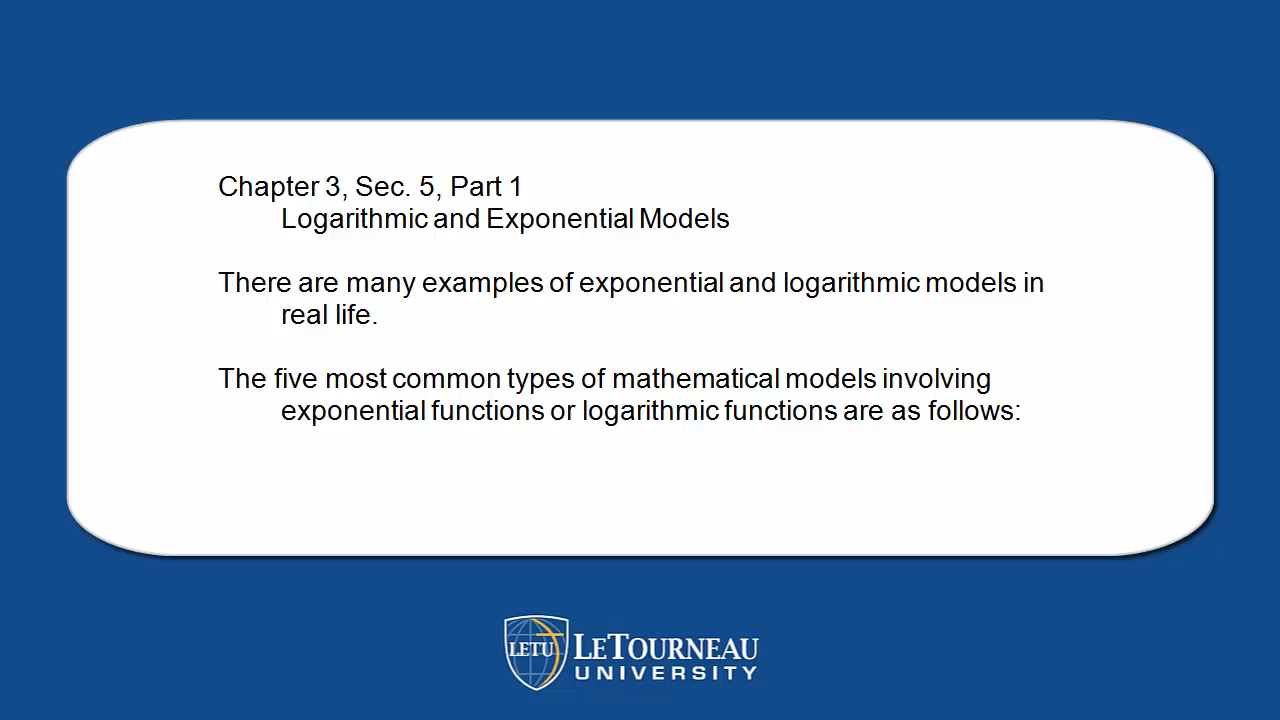 Chapter 3, Sec. 5, Part 1
Logarithmic and Exponential Models
There are many examples of exponential and logarithmic models in
real life.
The five most common types of mathematical models involving
exponential functions or logarithmic functions are as follows:
LETU
LETOURNEAU
UNIVERSITY